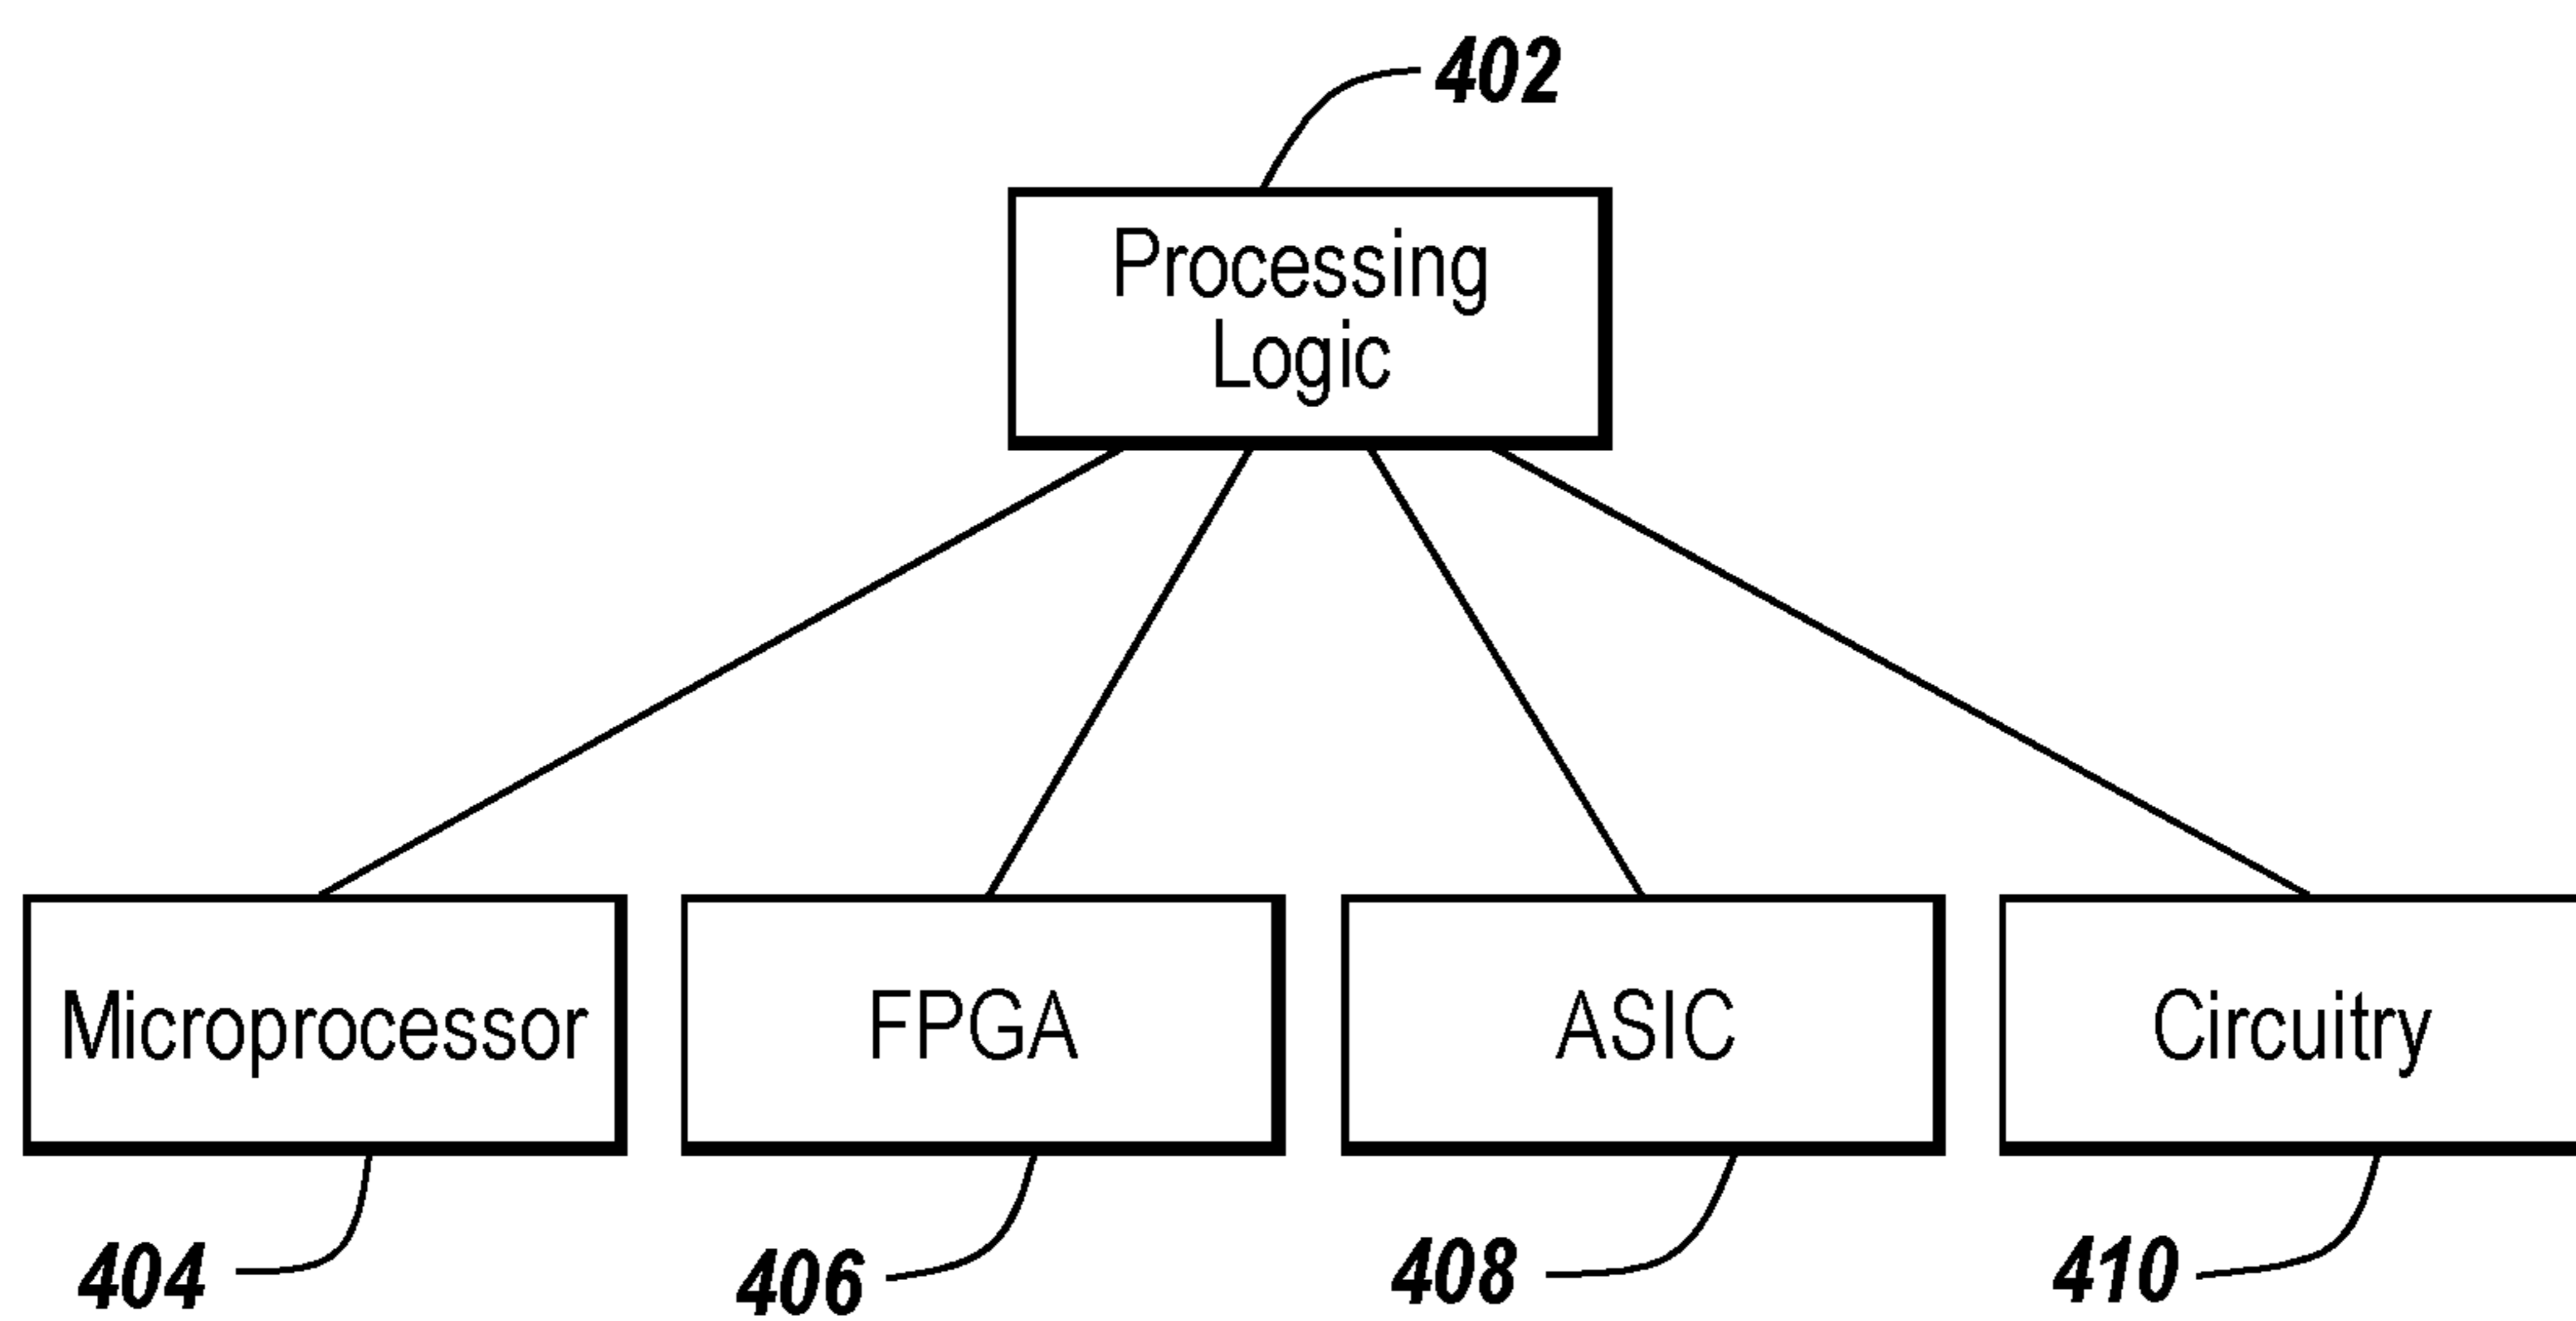 402
Processing
Logic
Microprocessor
FPGA
ASIC
Circuitry
404
406
408
410